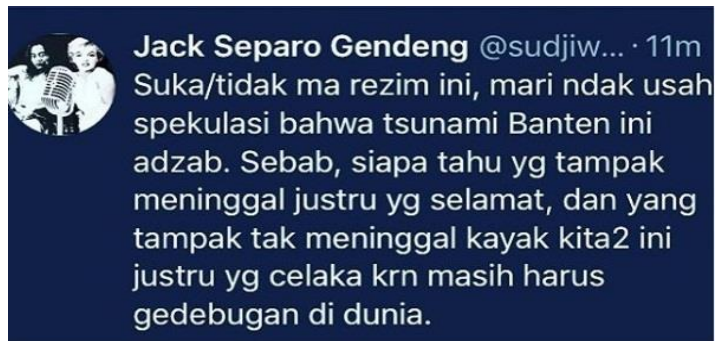 Jack Separo Gendeng @sudjiw... · 11m
Suka/tidak ma rezim ini, mari ndak usah
spekulasi bahwa tsunami Banten ini
adzab. Sebab, siapa tahu yg tampak
meninggal justru yg selamat, dan yang
tampak tak meninggal kayak kita2 ini
justru yg celaka krn masih harus
gedebugan di dunia.